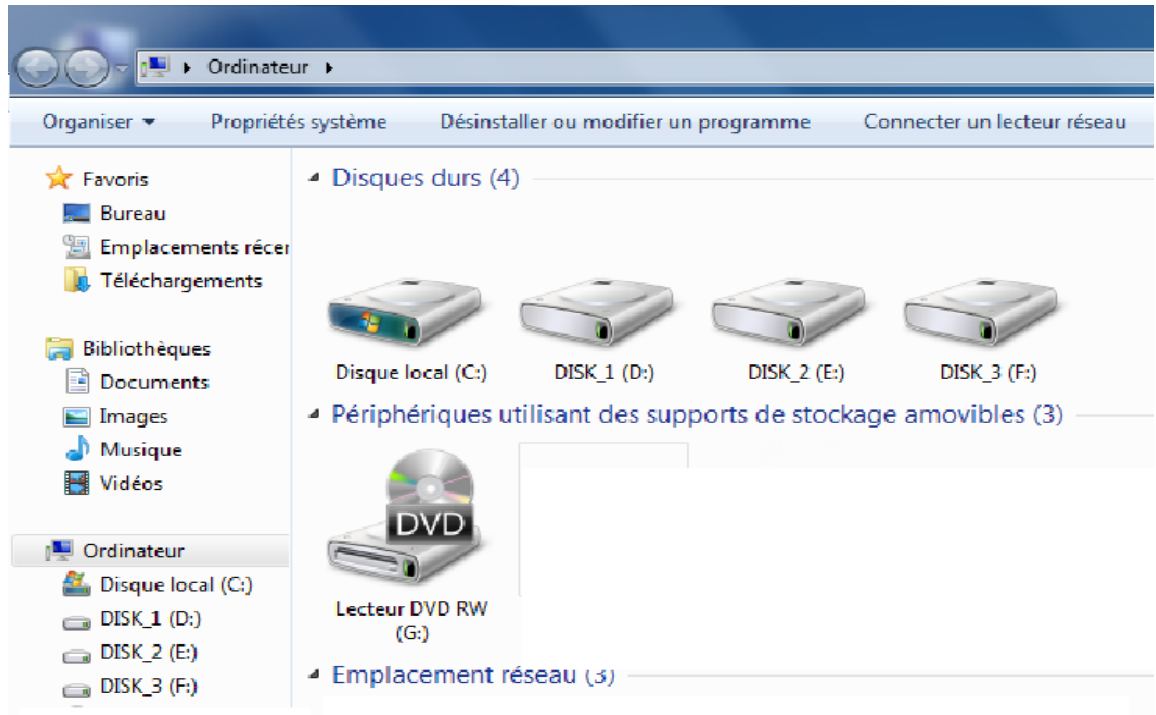 Ordinateur
Organiser
Propriétés système
Désinstaller ou modifier un programme
Connecter un lecteur réseau
Favoris
Bureau
Emplacements récen
Téléchargements
Bibliothèques
Documents
Images
Musique
Vidéos
Ordinateur
Disque local (C:)
DISK_1 (D:)
DISK_2 (E:)
DISK_3 (F:)
Disques durs (4)
Disque local (C:)
DISK_1 (D:)
DISK_2 (E:)
DISK_3 (F:)
Périphériques utilisant des supports de stockage amovibles (3)
DVD
Lecteur DVD RW
(G:)
Emplacement réseau (3)